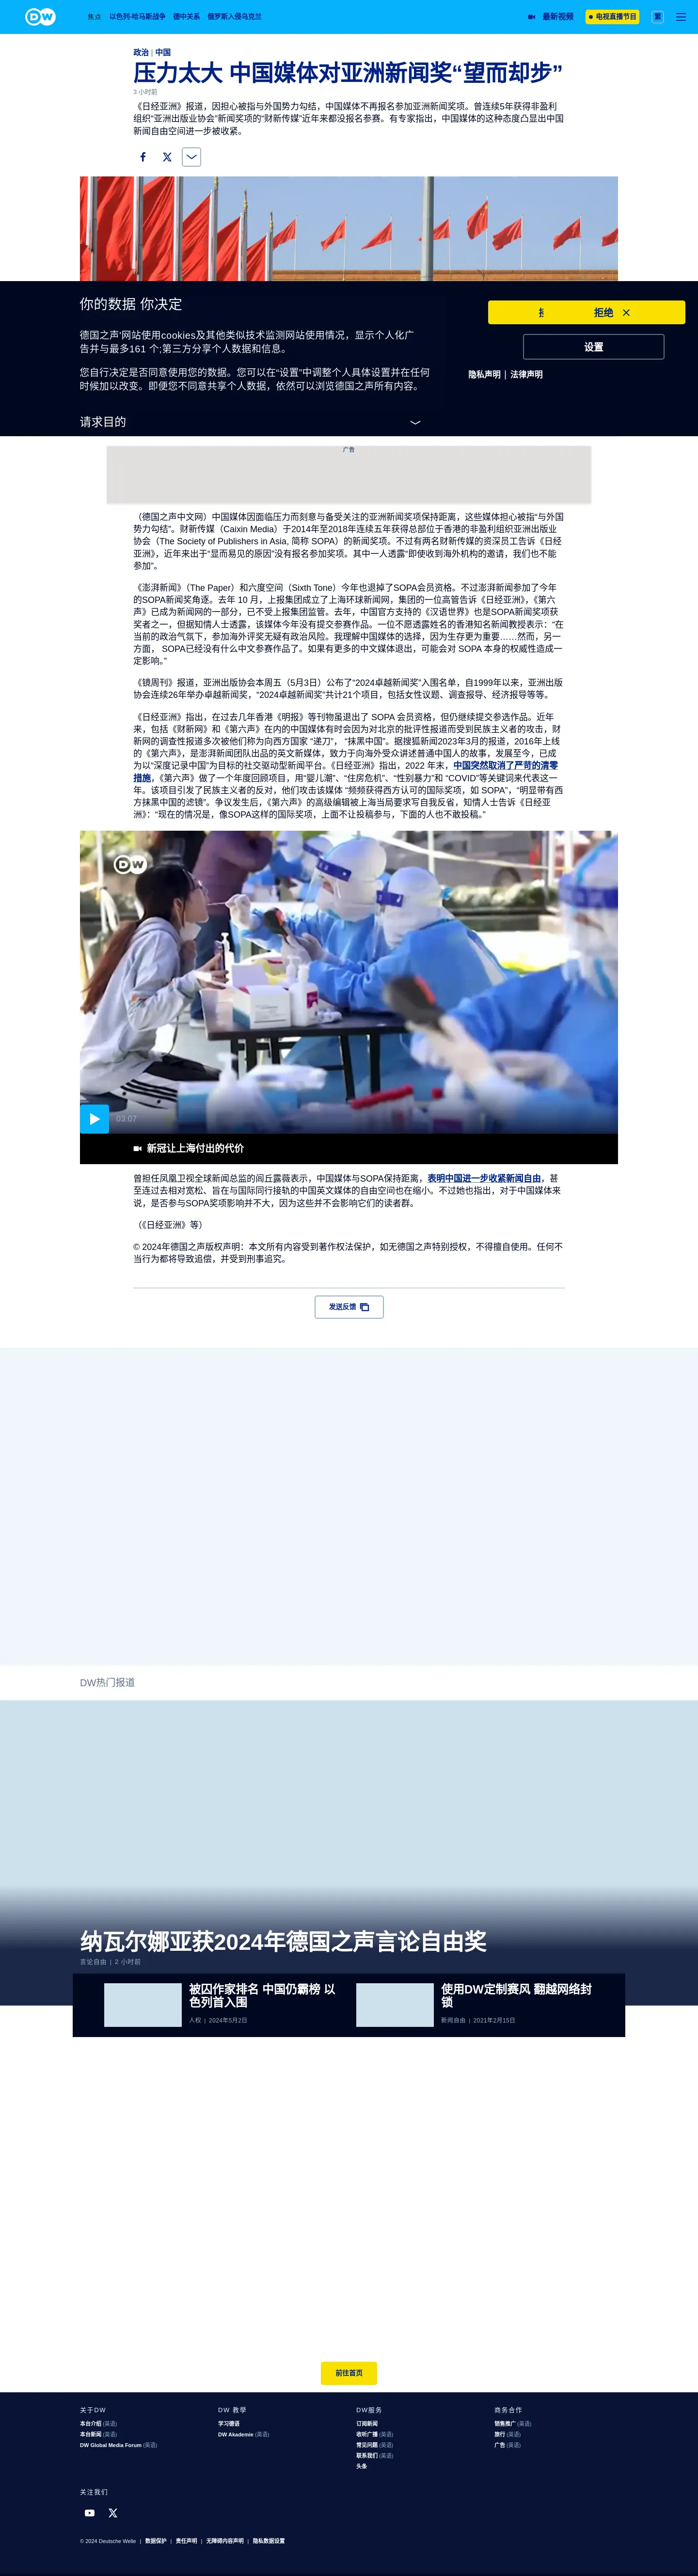 DW 焦点 以色列-哈马斯战争 德中关系 俄罗斯入侵乌克兰 最新视频 电视直播节目 繁
政治 | 中国
压力太大 中国媒体对亚洲新闻奖“望而却步”
3 小时前
《日经亚洲》报道，因担心被指与外国势力勾结，中国媒体不再报名参加亚洲新闻奖项。曾连续5年获得非盈利
组织“亚洲出版业协会”新闻奖项的“财新传媒”近年来都没报名参赛。有专家指出，中国媒体的这种态度凸显出中国
新闻自由空间进一步被收紧。
你的数据 你决定
拒绝
德国之声'网站使用cookies及其他类似技术监测网站使用情况，显示个人化广
告并与最多161 个;第三方分享个人数据和信息。
设置
您自行决定是否同意使用您的数据。您可以在“设置”中调整个人具体设置并在任何
时候加以改变。即便您不同意共享个人数据，依然可以浏览德国之声所有内容。
隐私声明 | 法律声明
请求目的
广告
（德国之声中文网）中国媒体因面临压力而刻意与备受关注的亚洲新闻奖项保持距离，这些媒体担心被指“与外国
势力勾结”。财新传媒（Caixin Media）于2014年至2018年连续五年获得总部位于香港的非盈利组织亚洲出版业
协会（The Society of Publishers in Asia, 简称 SOPA）的新闻奖项。不过有两名财新传媒的资深员工告诉《日经
亚洲》，近年来出于“显而易见的原因”没有报名参加奖项。其中一人透露“即使收到海外机构的邀请，我们也不能
参加”。
《澎湃新闻》（The Paper）和六度空间（Sixth Tone）今年也退掉了SOPA会员资格。不过澎湃新闻参加了今年
的SOPA新闻奖角逐。去年 10 月，上报集团成立了上海环球新闻网，集团的一位高管告诉《日经亚洲》，《第六
声》已成为新闻网的一部分，已不受上报集团监管。去年，中国官方支持的《汉语世界》也是SOPA新闻奖项获
奖者之一，但据知情人士透露，该媒体今年没有提交参赛作品。一位不愿透露姓名的香港知名新闻教授表示：“在
当前的政治气氛下，参加海外评奖无疑有政治风险。我理解中国媒体的选择，因为生存更为重要……然而，另一
方面， SOPA已经没有什么中文参赛作品了。如果有更多的中文媒体退出，可能会对 SOPA 本身的权威性造成一
定影响。”
《镜周刊》报道，亚洲出版协会本周五（5月3日）公布了"2024卓越新闻奖"入围名单，自1999年以来，亚洲出版
协会连续26年举办卓越新闻奖，"2024卓越新闻奖"共计21个项目，包括女性议题、调查报导、经济报导等等。
《日经亚洲》指出，在过去几年香港《明报》等刊物虽退出了 SOPA 会员资格，但仍继续提交参选作品。近年
来，包括《财新网》和《第六声》在内的中国媒体有时会因为对北京的批评性报道而受到民族主义者的攻击，财
新网的调查性报道多次被他们称为向西方国家 “递刀”， “抹黑中国”。据搜狐新闻2023年3月的报道，2016年上线
的《第六声》，是澎湃新闻团队出品的英文新媒体，致力于向海外受众讲述普通中国人的故事，发展至今，已成
为以“深度记录中国”为目标的社交驱动型新闻平台。《日经亚洲》指出，2022 年末，中国突然取消了严苛的清零
措施，《第六声》做了一个年度回顾项目，用“婴儿潮”、“住房危机”、“性别暴力”和 “COVID”等关键词来代表这一
年。该项目引发了民族主义者的反对，他们攻击该媒体 “频频获得西方认可的国际奖项，如 SOPA”，“明显带有西
方抹黑中国的滤镜”。争议发生后，《第六声》的高级编辑被上海当局要求写自我反省，知情人士告诉《日经亚
洲》：“现在的情况是，像SOPA这样的国际奖项，上面不让投稿参与，下面的人也不敢投稿。”
DW
03:07
新冠让上海付出的代价
曾担任凤凰卫视全球新闻总监的闾丘露薇表示，中国媒体与SOPA保持距离，表明中国进一步收紧新闻自由，甚
至连过去相对宽松、旨在与国际同行接轨的中国英文媒体的自由空间也在缩小。不过她也指出，对于中国媒体来
说，是否参与SOPA奖项影响并不大，因为这些并不会影响它们的读者群。
（《日经亚洲》等）
© 2024年德国之声版权声明：本文所有内容受到著作权法保护，如无德国之声特别授权，不得擅自使用。任何不
当行为都将导致追偿，并受到刑事追究。
发送反馈
DW热门报道
纳瓦尔娜亚获2024年德国之声言论自由奖
言论自由 | 2 小时前
被囚作家排名 中国仍霸榜 以
色列首入围
人权 | 2024年5月2日
使用DW定制赛风 翻越网络封
锁
新闻自由 | 2021年2月15日
前往首页
关于DW
本台介绍 (英语)
本台新闻 (英语)
DW Global Media Forum (英语)
DW 教學
学习德语
DW Akademie (英语)
DW服务
订阅新闻
收听广播 (英语)
常见问题 (英语)
联系我们 (英语)
头条
商务合作
销售推广 (英语)
旅行 (英语)
广告 (英语)
关注我们
© 2024 Deutsche Welle | 数据保护 | 责任声明 | 无障碍内容声明 | 隐私数据设置